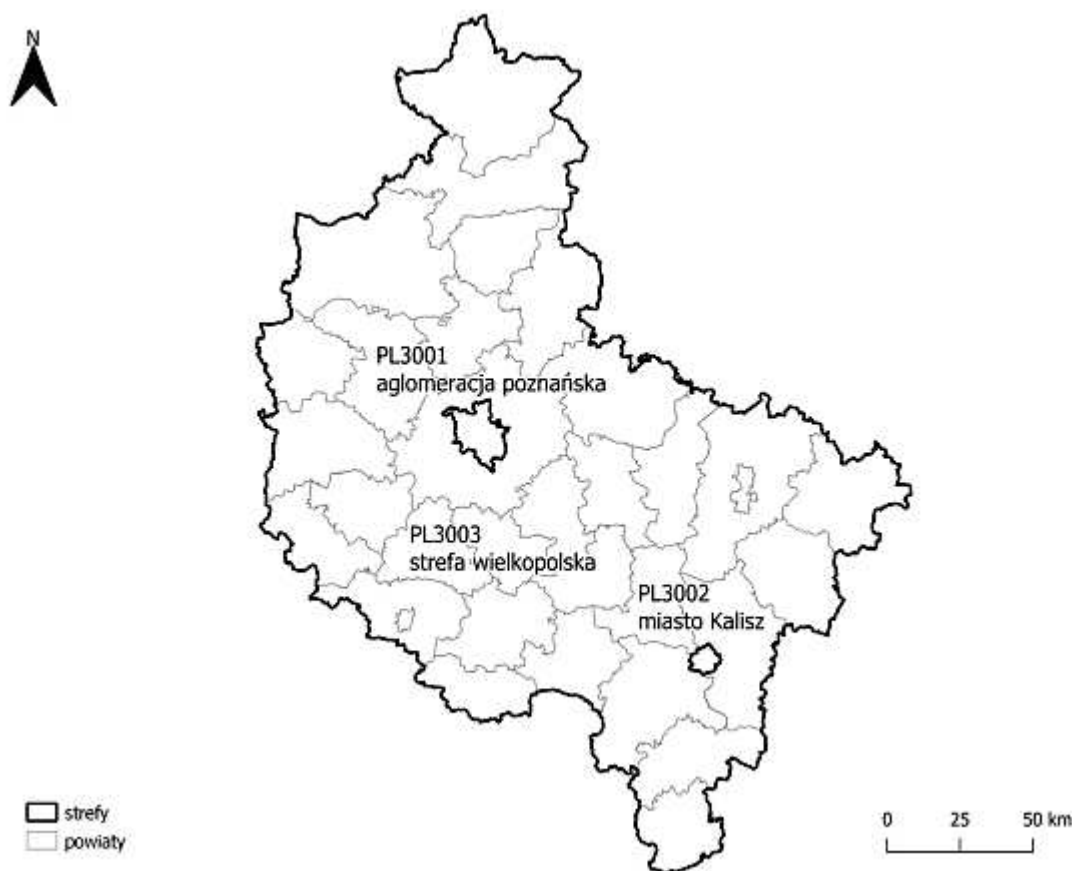 N
PL3001
aglomeracja poznańska
PL3003
strefa wielkopolska
PL3002
miasto Kalisz
strefy
powiaty
0 25 50 km